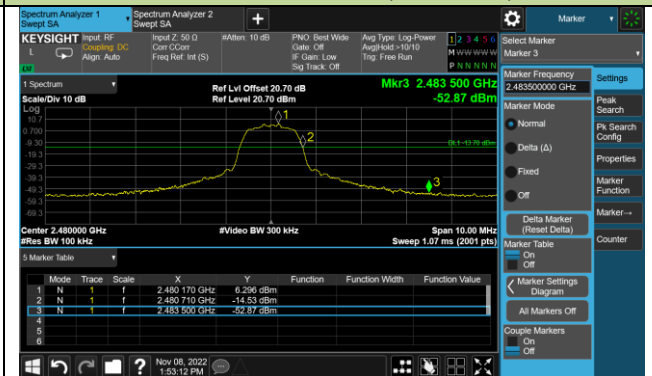 Spectrum Analyzer 1
Swept SA
Spectrum Analyzer 2
Swept SA
+
Marker
KEYSIGHT Input: RF Input Z: 50 Ω #Atten: 10 dB PNO: Best Wide Avg Type: Log-Power 1 2 3 4 5 6
L Coupling: DC Corr CCorr Gate: Off Avg|Hold:>10/10 M W W W W W
Align: Auto Freq Ref: Int (S) IF Gain: Low Trig: Free Run
Sig Track: Off P N N N N N
Select Marker
Marker 3
1 Spectrum
Scale/Div 10 dB
Log
Ref Lvl Offset 20.70 dB
Ref Level 20.70 dBm
Mkr3 2.483 500 GHz
-52.87 dBm
10.7
0.700
-9.30
-19.3
-29.3
-39.3
-49.3
-59.3
-69.3
1
2
3
DL1 -13.70 dBm
Center 2.480000 GHz #Video BW 300 kHz Span 10.00 MHz
#Res BW 100 kHz Sweep 1.07 ms (2001 pts)
5 Marker Table
Mode Trace Scale X Y Function Function Width Function Value
1 N 1 f 2.480 170 GHz 6.296 dBm
2 N 1 f 2.480 710 GHz -14.53 dBm
3 N 1 f 2.483 500 GHz -52.87 dBm
4
5
6
Nov 08, 2022
1:53:12 PM
Marker Frequency
2.483500000 GHz
Marker Mode
Normal
Delta (Δ)
Fixed
Off
Delta Marker
(Reset Delta)
Marker Table
On
Off
Marker Settings
Diagram
All Markers Off
Couple Markers
On
Off
Settings
Peak
Search
Pk Search
Config
Properties
Marker
Function
Marker→
Counter